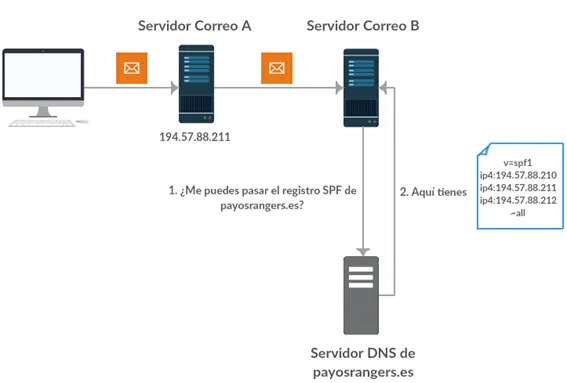 Servidor Correo A
Servidor Correo B
194.57.88.211
1. ¿Me puedes pasar el registro SPF de
payosrangers.es?
2. Aquí tienes
v=spf1
ip4:194.57.88.210
ip4:194.57.88.211
ip4:194.57.88.212
~all
Servidor DNS de
payosrangers.es